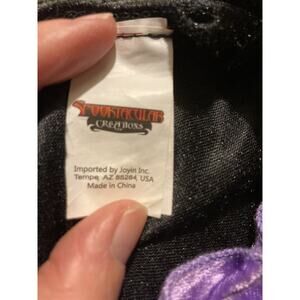 SPOOKTACULAR
CREATIONS
Imported by Joyin Inc.
Tempe, AZ 85284, USA
Made in China